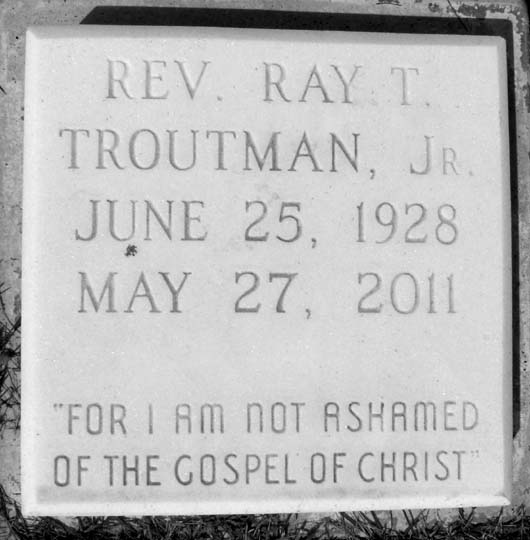 REV. RAY T.
TROUTMAN, JR.
JUNE 25, 1928
MAY 27, 2011
"FOR I AM NOT ASHAMED
OF THE GOSPEL OF CHRIST"